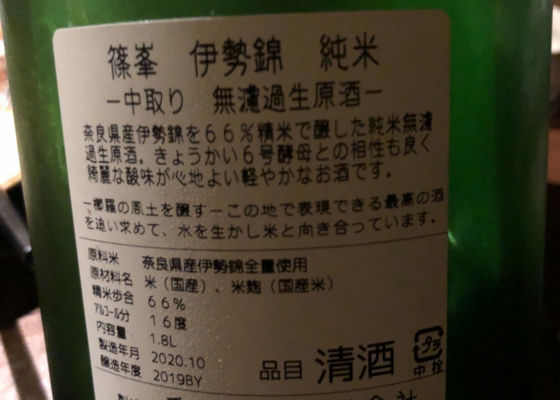 篠峯 伊勢錦 純米
ー中取り 無濾過生原酒ー
奈良県産伊勢錦を66%精米で醸した純米無濾
過生原酒。きょうかい6号酵母との相性も良く
綺麗な酸味が心地よい軽やかなお酒です。
ー櫛羅の風土を醸すーこの地で表現できる最高の酒
を追い求めて、水を生かし米と向き合っています。
原料米 奈良県産伊勢錦全量使用
原材料名 米(国産)、米麹(国産米)
精米歩合 66%
アルコール分 16度
内容量 1.8L
製造年月 2020.10
醸造年度 2019BY
品目 清酒
プラ
中栓